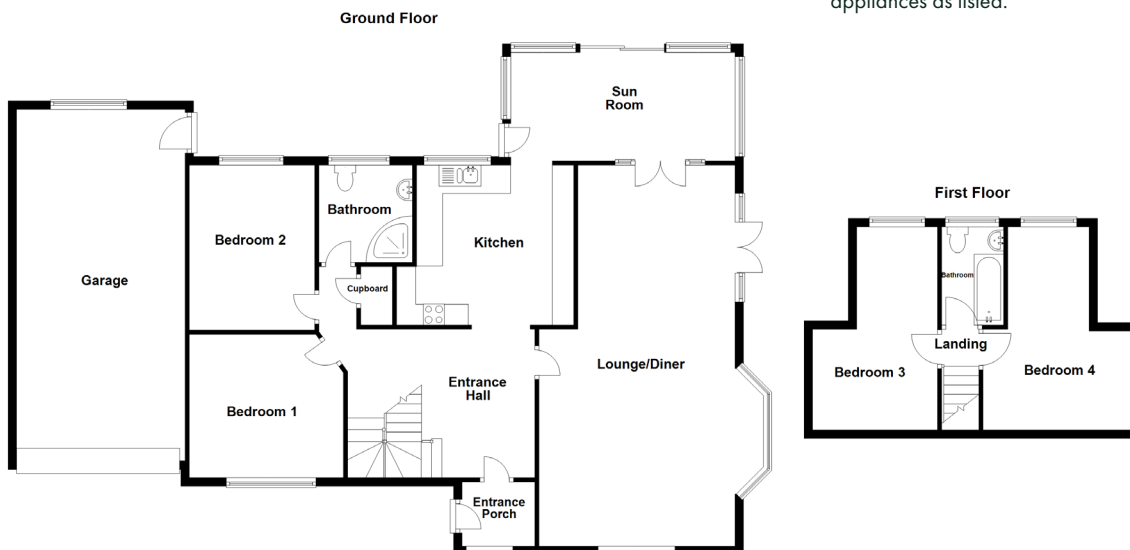 appliances as listed.
Ground Floor
Sun
Room
Bathroom
Bedroom 2
Kitchen
Garage
Cupboard
Lounge/Diner
Entrance
Hall
Bedroom 1
Entrance
Porch
First Floor
Bathroom
Landing
Bedroom 3
Bedroom 4